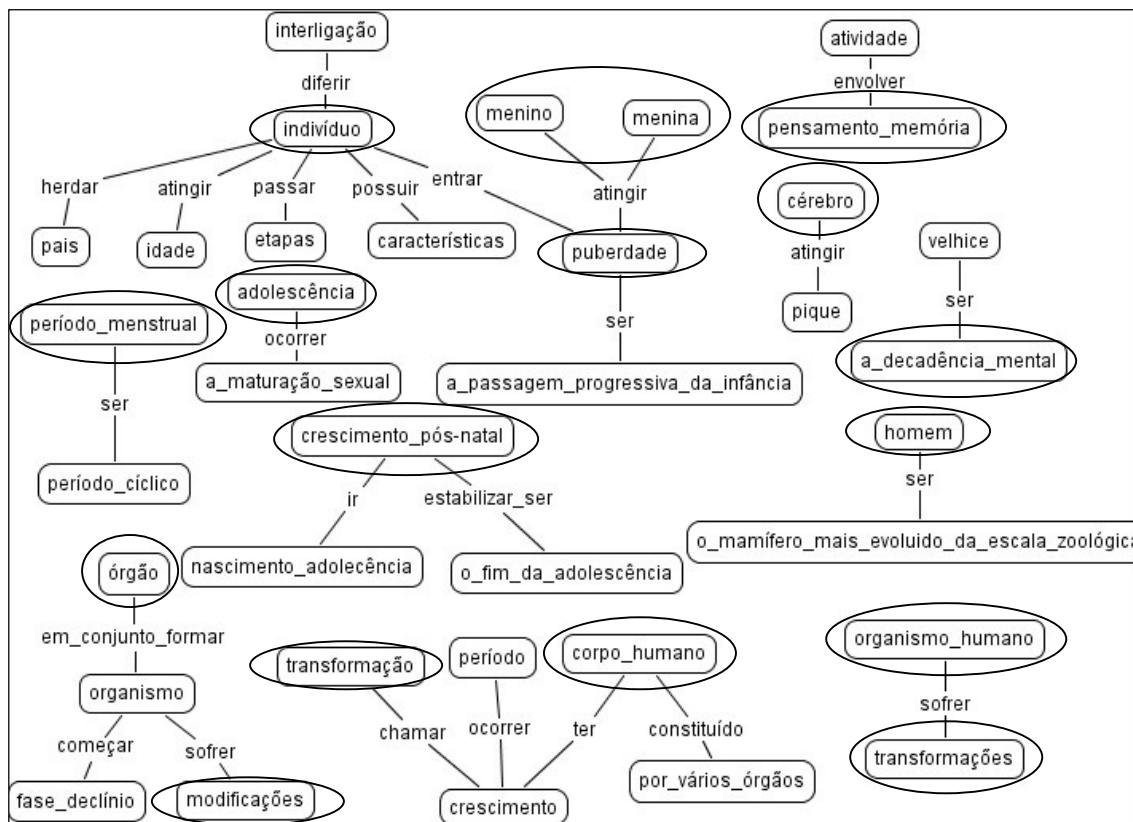 interligação
diferir
indivíduo
herdar
atingir
passar
possuir
entrar
pais
idade
etapas
características
menino
menina
atingir
puberdade
ser
a_passagem_progressiva_da_infância
atividade
envolver
pensamento_memória
cérebro
atingir
pique
velhice
ser
a_decadência_mental
adolescência
ocorrer
a_maturação_sexual
período_menstrual
ser
período_cíclico
crescimento_pós-natal
ir
estabilizar_ser
nascimento_adolecência
o_fim_da_adolescência
homem
ser
o_mamífero_mais_evoluido_da_escala_zoológica
órgão
em_conjunto_formar
organismo
começar
sofrer
fase_declínio
modificações
transformação
período
corpo_humano
chamar
ocorrer
ter
constituído
crescimento
por_vários_órgãos
organismo_humano
sofrer
transformações